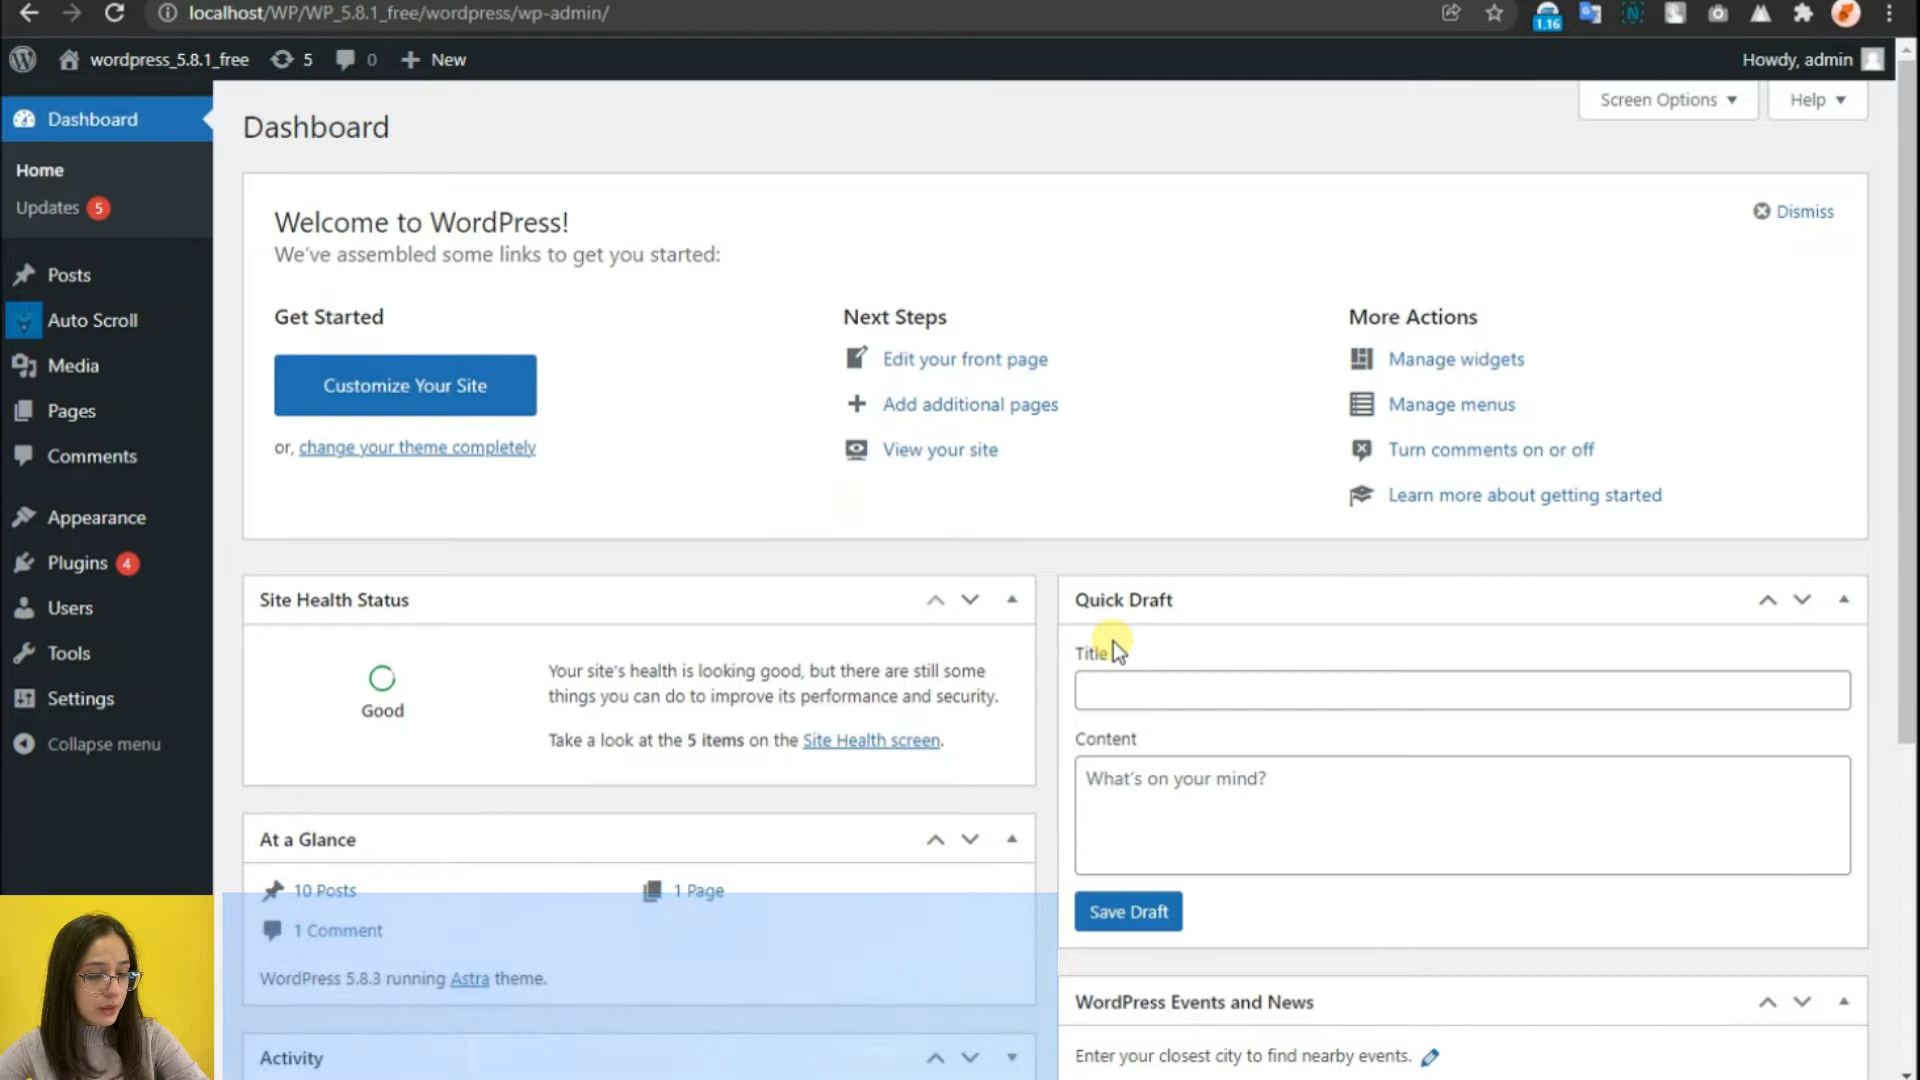 localhost/WP/WP_5.8.1_free/wordpress/wp-admin/
1.16
wordpress_5.8.1_free 5 0 New
Howdy, admin
Dashboard
Home
Updates 5
Posts
Auto Scroll
Media
Pages
Comments
Appearance
Plugins 4
Users
Tools
Settings
Collapse menu
Screen Options
Help
Dashboard
Welcome to WordPress!
Dismiss
We've assembled some links to get you started:
Get Started
Customize Your Site
or, change your theme completely
Next Steps
Edit your front page
Add additional pages
View your site
More Actions
Manage widgets
Manage menus
Turn comments on or off
Learn more about getting started
Site Health Status
Good
Your site's health is looking good, but there are still some
things you can do to improve its performance and security.
Take a look at the 5 items on the Site Health screen.
At a Glance
10 Posts
1 Page
1 Comment
WordPress 5.8.3 running Astra theme.
Activity
Quick Draft
Title
Content
What's on your mind?
Save Draft
WordPress Events and News
Enter your closest city to find nearby events.